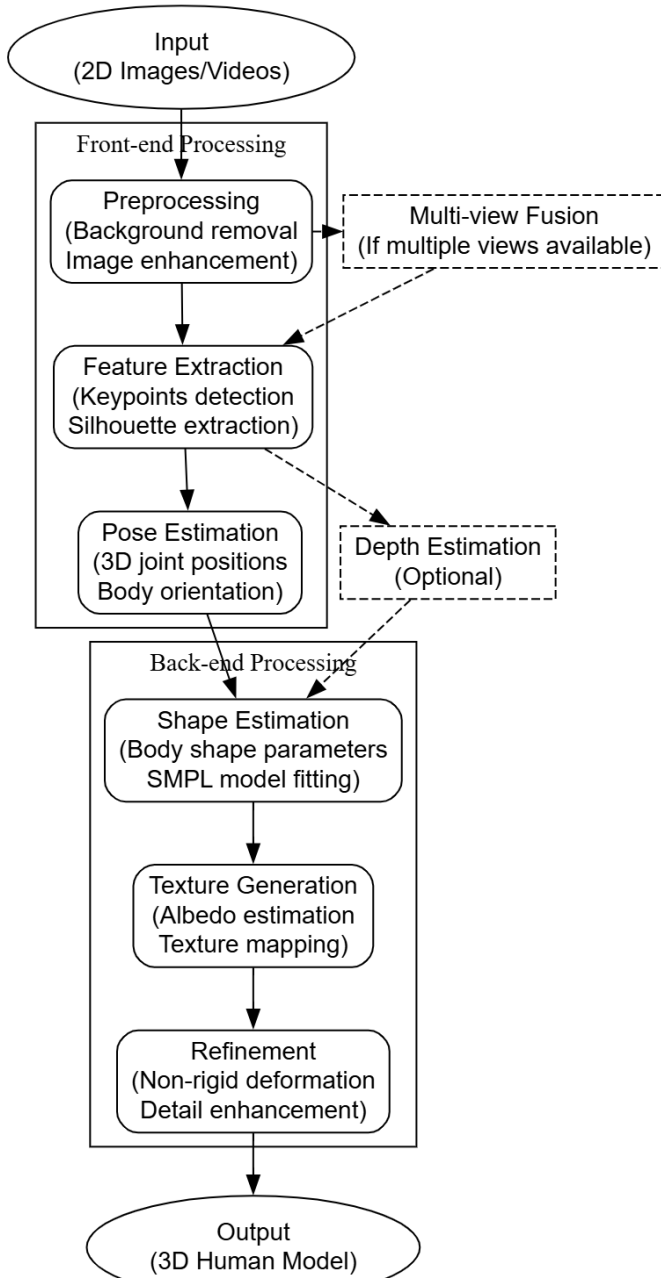 Input
(2D Images/Videos)
Front-end Processing
Preprocessing
(Background removal
Image enhancement)
Multi-view Fusion
(If multiple views available)
Feature Extraction
(Keypoints detection
Silhouette extraction)
Pose Estimation
(3D joint positions
Body orientation)
Depth Estimation
(Optional)
Back-end Processing
Shape Estimation
(Body shape parameters
SMPL model fitting)
Texture Generation
(Albedo estimation
Texture mapping)
Refinement
(Non-rigid deformation
Detail enhancement)
Output
(3D Human Model)